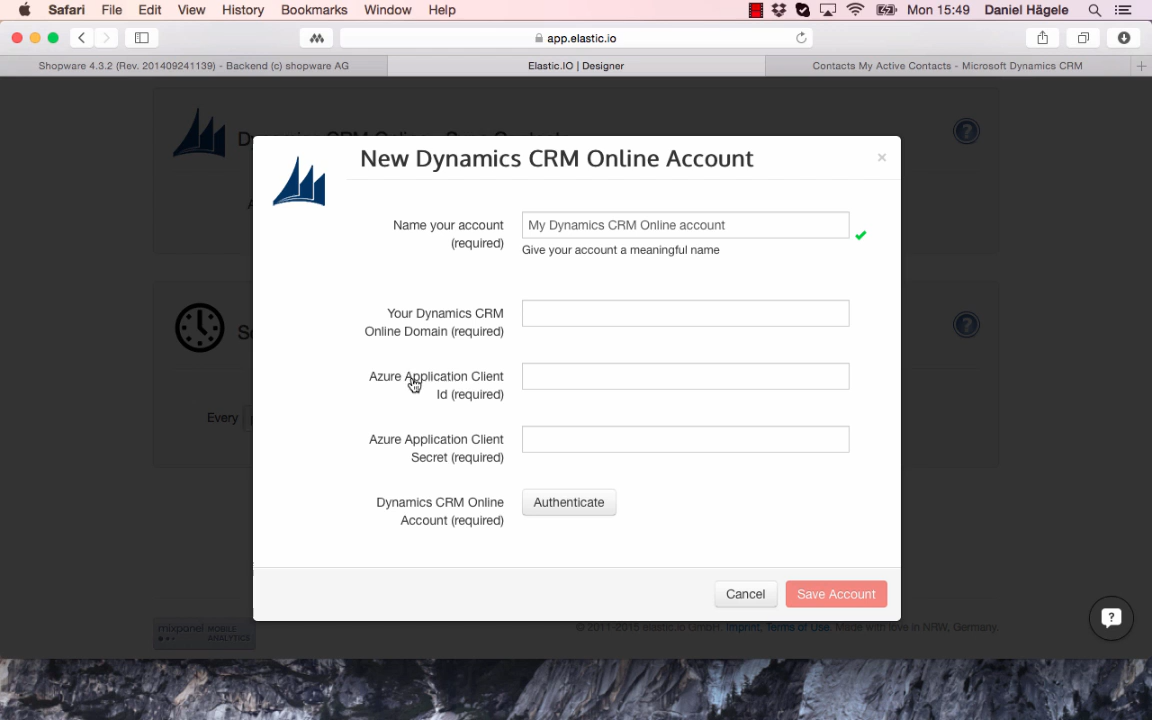 Safari File Edit View History Bookmarks Window Help Mon 15:49 Daniel Hägele
app.elastic.io
Shopware 4.3.2 (Rev. 201409241139) - Backend (c) shopware AG
Elastic.IO | Designer
Contacts My Active Contacts - Microsoft Dynamics CRM
New Dynamics CRM Online Account
Name your account
(required)
My Dynamics CRM Online account
Give your account a meaningful name
Your Dynamics CRM
Online Domain (required)
Azure Application Client
Id (required)
Azure Application Client
Secret (required)
Dynamics CRM Online
Account (required)
Authenticate
Every
Cancel
Save Account
mixpanel MOBILE
ANALYTICS
© 2011-2015 elastic.io GmbH. Imprint, Terms of Use. Made with love in NRW, Germany.